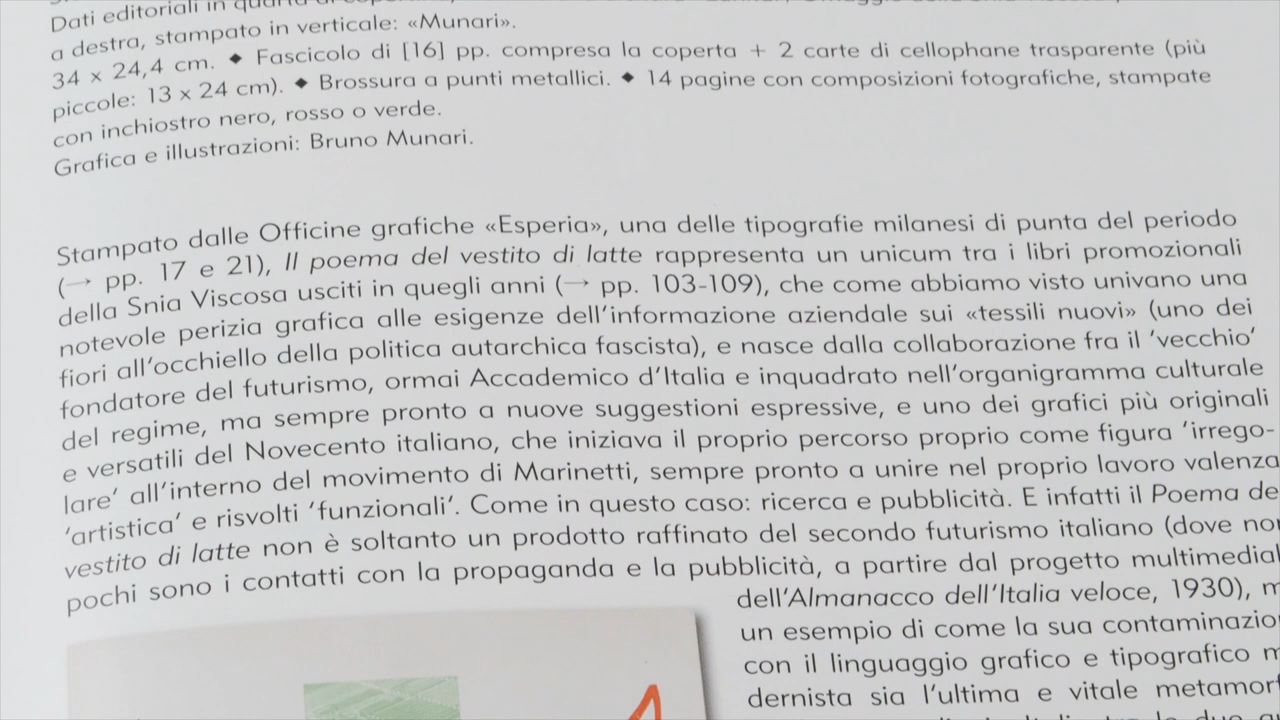 Dati editoriali in
a destra, stampato in verticale: «Munari».
34 x 24,4 cm. ◆ Fascicolo di [16] pp. compresa la coperta + 2 carte di cellophane trasparente (più
piccole: 13 x 24 cm). ◆ Brossura a punti metallici. ◆ 14 pagine con composizioni fotografiche, stampate
con inchiostro nero, rosso o verde.
Grafica e illustrazioni: Bruno Munari.
Stampato dalle Officine grafiche «Esperia», una delle tipografie milanesi di punta del periodo
(→ pp. 17 e 21), Il poema del vestito di latte rappresenta un unicum tra i libri promozionali
della Snia Viscosa usciti in quegli anni (→ pp. 103-109), che come abbiamo visto univano una
notevole perizia grafica alle esigenze dell'informazione aziendale sui «tessili nuovi» (uno dei
fiori all'occhiello della politica autarchica fascista), e nasce dalla collaborazione fra il 'vecchio'
fondatore del futurismo, ormai Accademico d'Italia e inquadrato nell'organigramma culturale
del regime, ma sempre pronto a nuove suggestioni espressive, e uno dei grafici più originali
e versatili del Novecento italiano, che iniziava il proprio percorso proprio come figura 'irrego-
lare' all'interno del movimento di Marinetti, sempre pronto a unire nel proprio lavoro valenza
'artistica' e risvolti 'funzionali'. Come in questo caso: ricerca e pubblicità. E infatti il Poema de
vestito di latte non è soltanto un prodotto raffinato del secondo futurismo italiano (dove no
pochi sono i contatti con la propaganda e la pubblicità, a partire dal progetto multimedial
dell'Almanacco dell'Italia veloce, 1930), m
un esempio di come la sua contaminazio
con il linguaggio grafico e tipografico m
dernista sia l'ultima e vitale metamorf